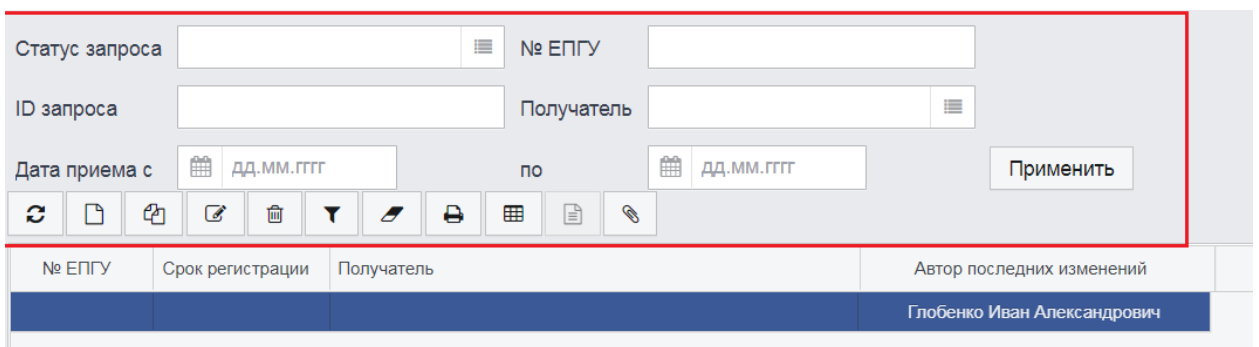 Статус запроса № ЕПГУ
ID запроса Получатель
Дата приема с дд.мм.гггг по дд.мм.гггг Применить
№ ЕПГУ Срок регистрации Получатель Автор последних изменений
Глобенко Иван Александрович